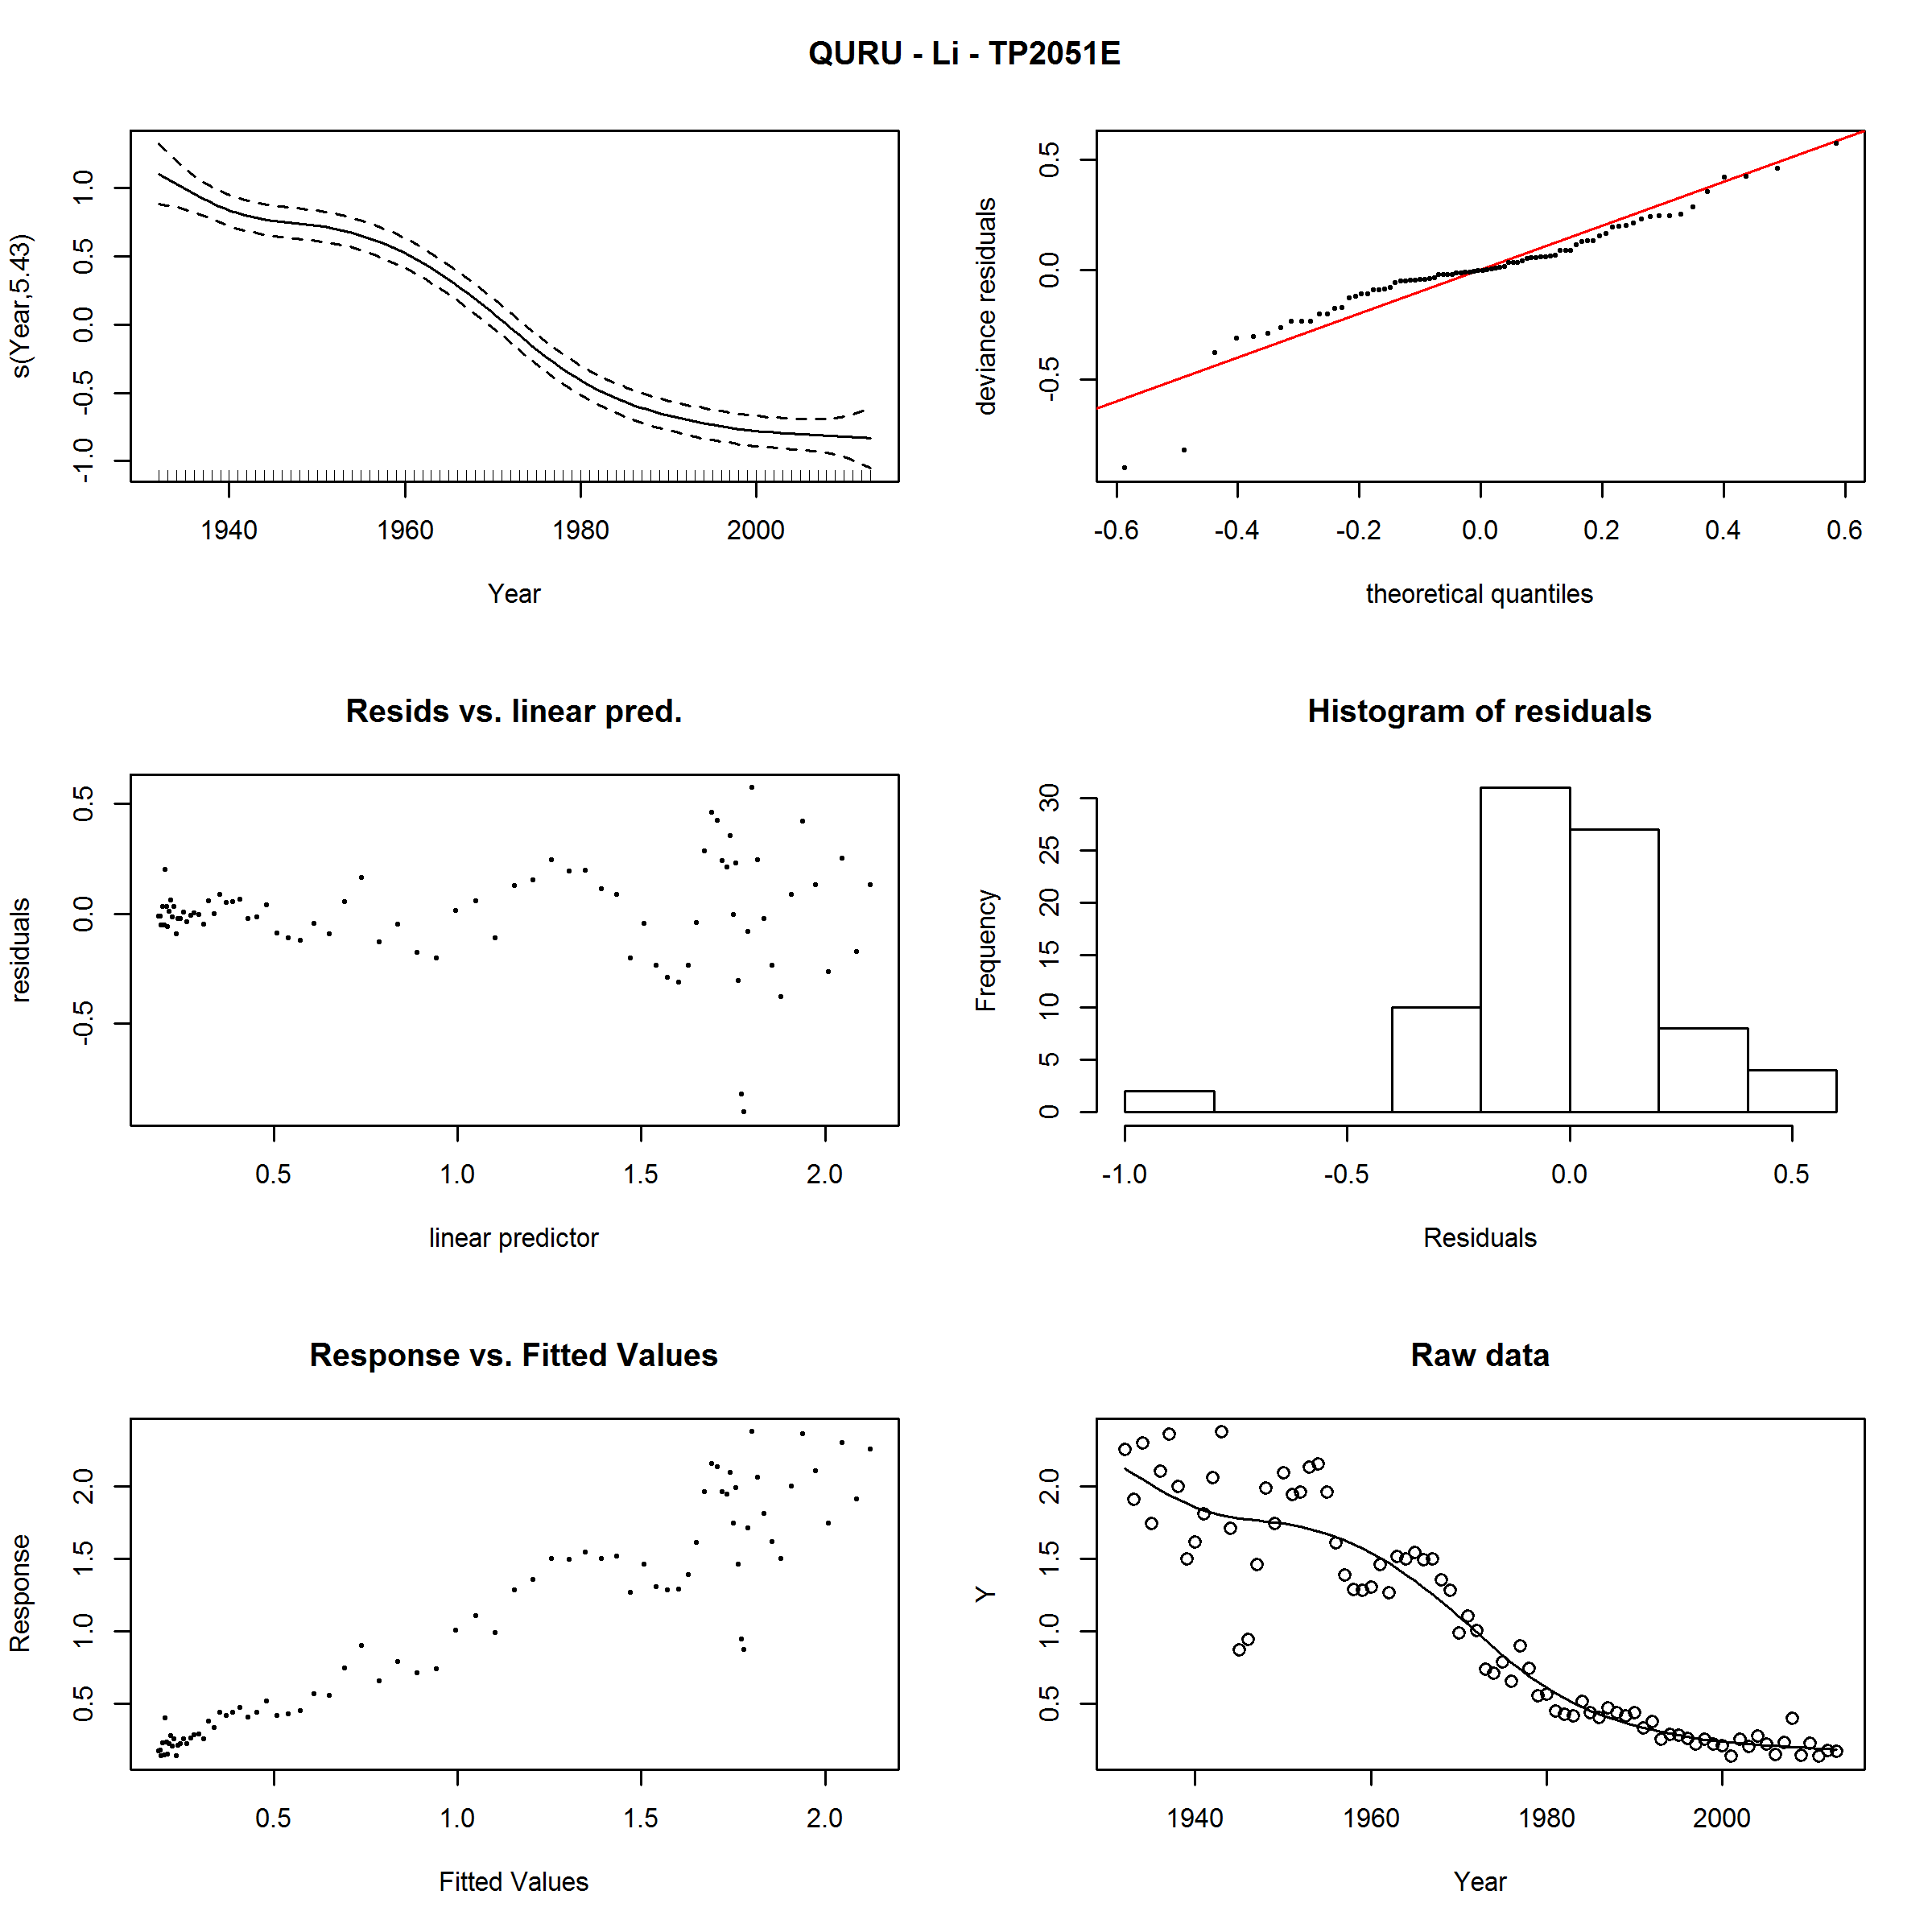 QURU - Li - TP2051E
s(Year,5.43)
1.0
0.5
0.0
-0.5
-1.0
1940 1960 1980 2000
Year
deviance residuals
0.5
0.0
-0.5
-0.6 -0.4 -0.2 0.0 0.2 0.4 0.6
theoretical quantiles
Resids vs. linear pred.
residuals
0.5
0.0
-0.5
0.5 1.0 1.5 2.0
linear predictor
Histogram of residuals
Frequency
30
25
20
15
10
5
0
-1.0 -0.5 0.0 0.5
Residuals
Response vs. Fitted Values
Response
2.0
1.5
1.0
0.5
0.5 1.0 1.5 2.0
Fitted Values
Raw data
Y
2.0
1.5
1.0
0.5
1940 1960 1980 2000
Year